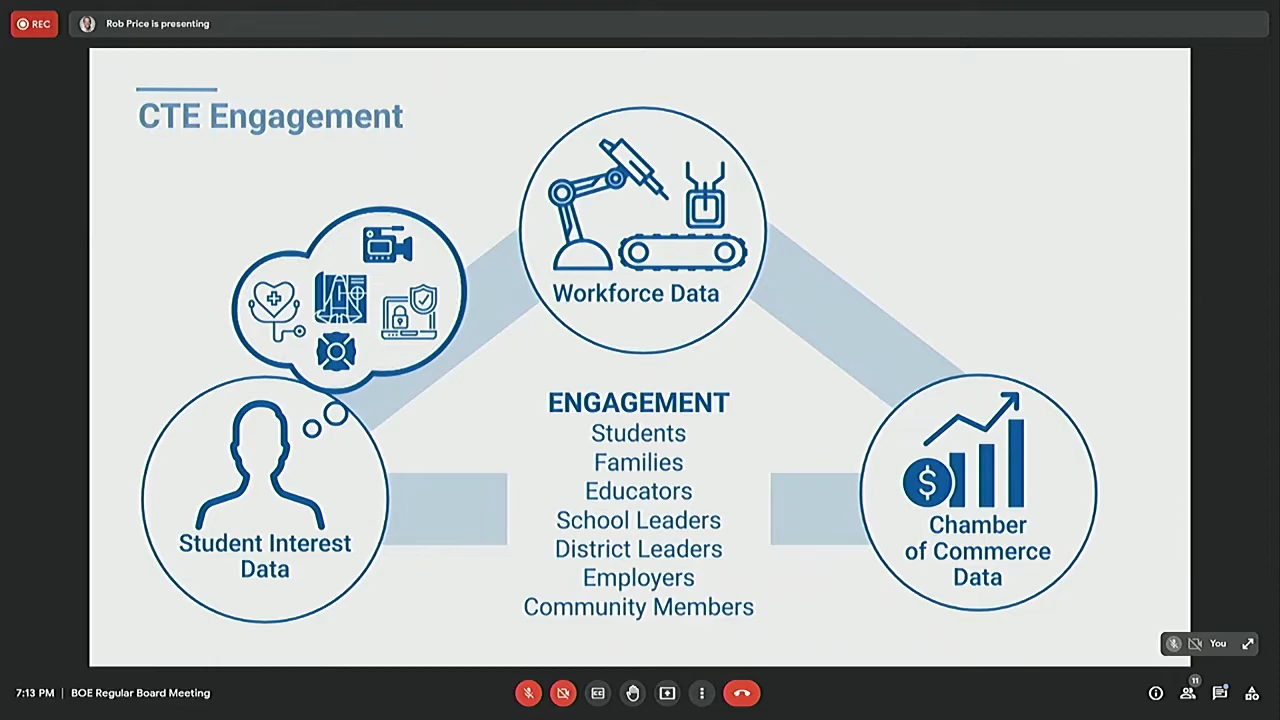 REC
Rob Price is presenting
CTE Engagement
Workforce Data
ENGAGEMENT
Students
Families
Educators
School Leaders
District Leaders
Employers
Community Members
$
Student Interest
Data
Chamber
of Commerce
Data
You
7:13 PM | BOE Regular Board Meeting
11